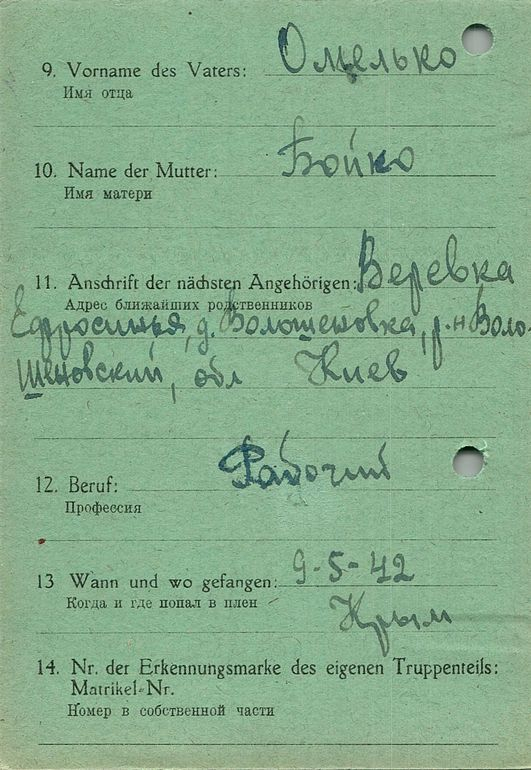 9. Vorname des Vaters: Омелько
Имя отца
10. Name der Mutter: Бойко
Имя матери
11. Anschrift der nächsten Angehörigen: Веревка
Адрес ближайших родственников
Едфросинья, д. Волошеновка, р.н Воло-
шеновский, обл Киев
12. Beruf: Рабочий
Профессия
13 Wann und wo gefangen: 9-5-42
Когда и где попал в плен Крым
14. Nr. der Erkennungsmarke des eigenen Truppenteils:
Matrikel-Nr.
Номер в собственной части